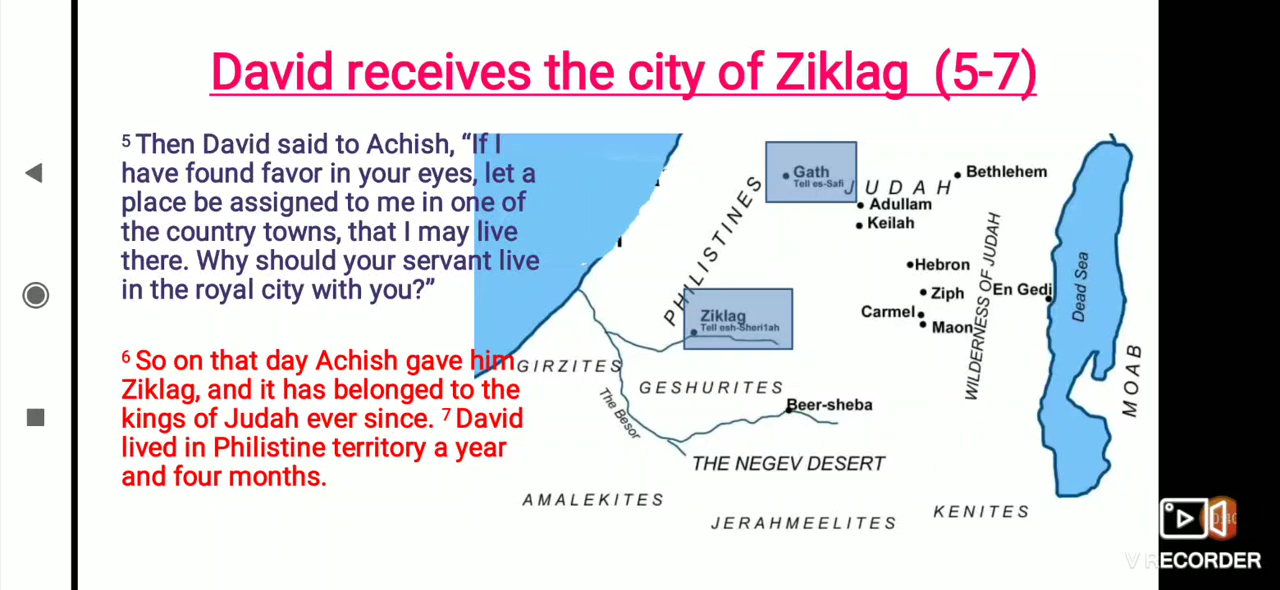 David receives the city of Ziklag (5-7)
5 Then David said to Achish, “If I
have found favor in your eyes, let a
place be assigned to me in one of
the country towns, that I may live
there. Why should your servant live
in the royal city with you?”
6 So on that day Achish gave him
Ziklag, and it has belonged to the
kings of Judah ever since. 7 David
lived in Philistine territory a year
and four months.
Gath
Tell es-Safi
JUDAH
Bethlehem
Adullam
Keilah
PHILISTINES
Hebron
Ziph
En Gedi
Carmel
Maon
WILDERNESS OF JUDAH
Dead Sea
MOAB
Ziklag
Tell esh-Sheri1ah
GIRZITES
GESHURITES
The Besor
Beer-sheba
THE NEGEV DESERT
AMALEKITES
JERAHMEELITES
KENITES
V RECORDER